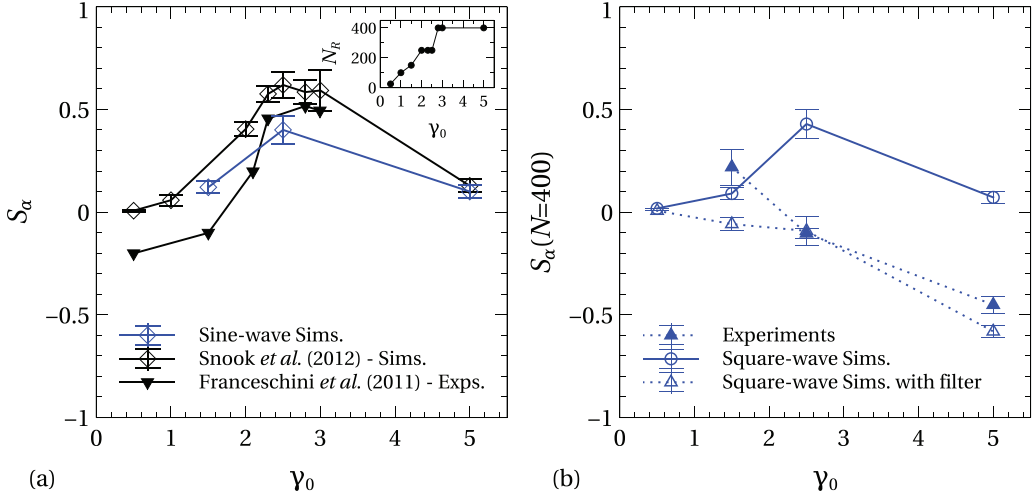 1
0.5
0
−0.5
−1
Sα
0 1 2 3 4 5
γ0
(a)
400
200
0
NR
0 1 2 3 4 5
γ0
Sine-wave Sims.
Snook et al. (2012) - Sims.
Franceschini et al. (2011) - Exps.
1
0.5
0
−0.5
−1
Sα(N=400)
0 1 2 3 4 5
γ0
(b)
Experiments
Square-wave Sims.
Square-wave Sims. with filter